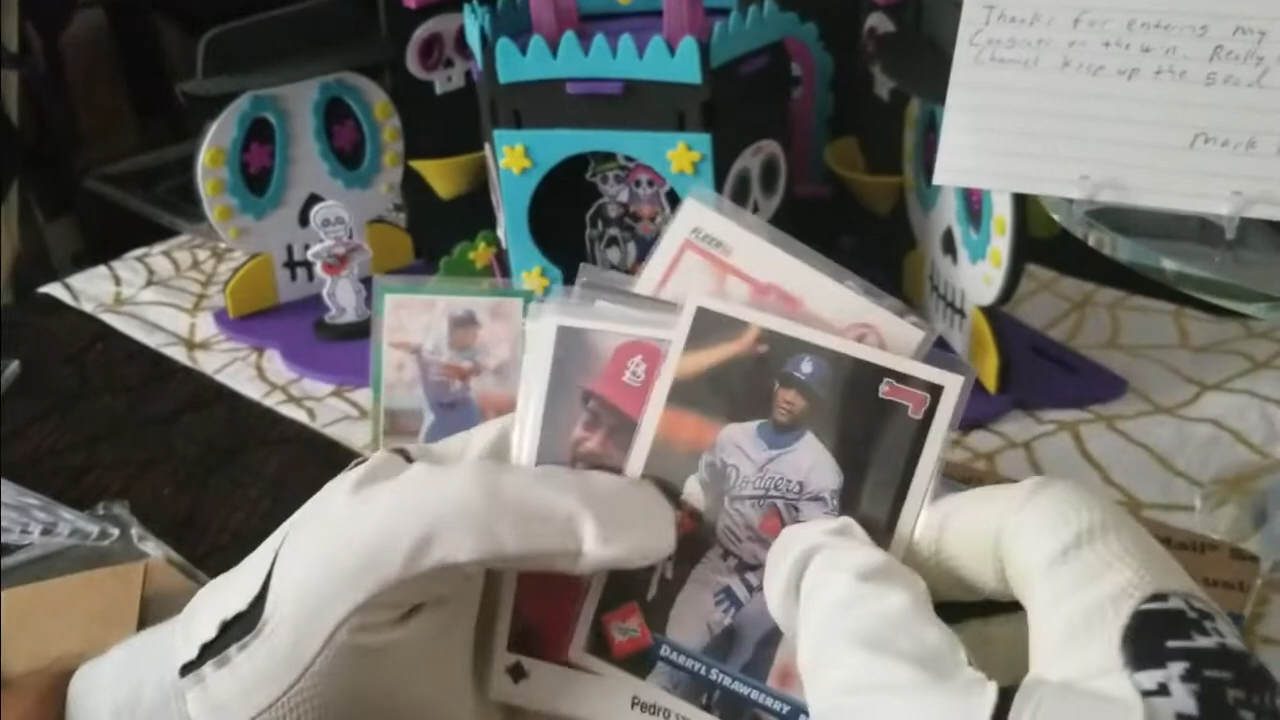 Thanks for entering my
Congrats on the win. Really
Channel Keep up the good
Mark
FLEER
Dodgers
DARRYL STRAWBERRY
Pedro